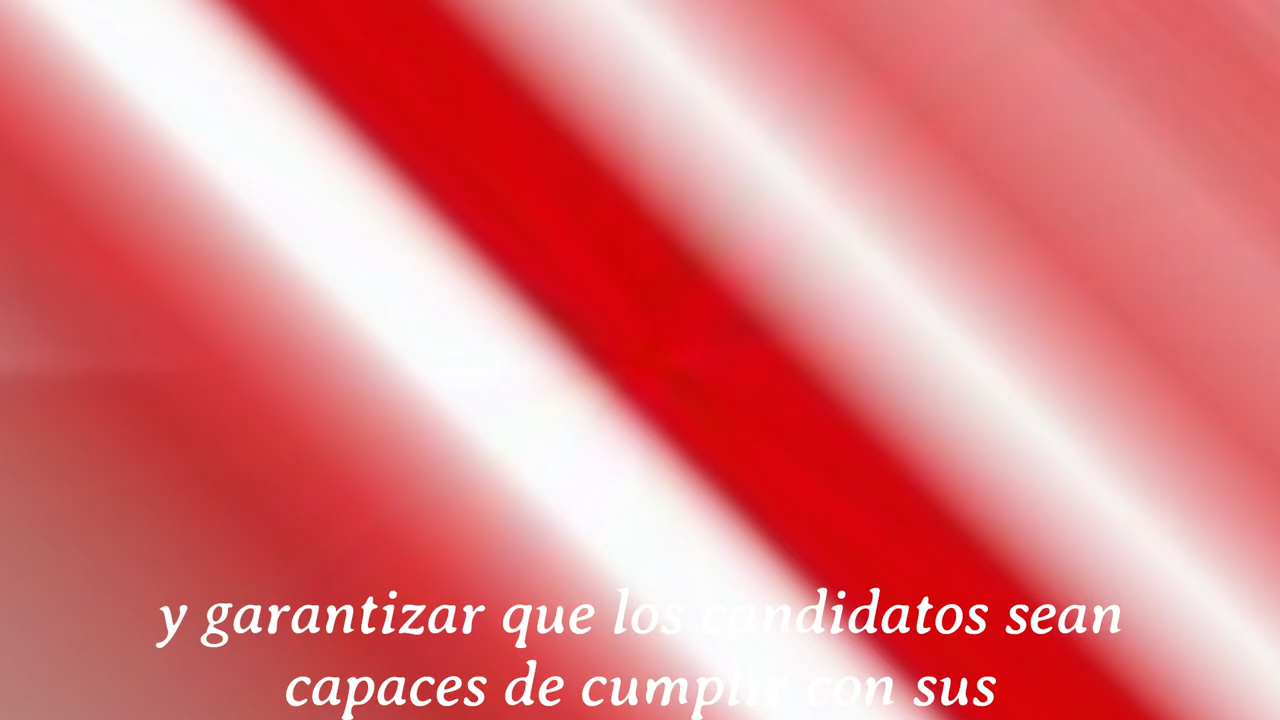 y garantizar que los candidatos sean
capaces de cumplir con sus